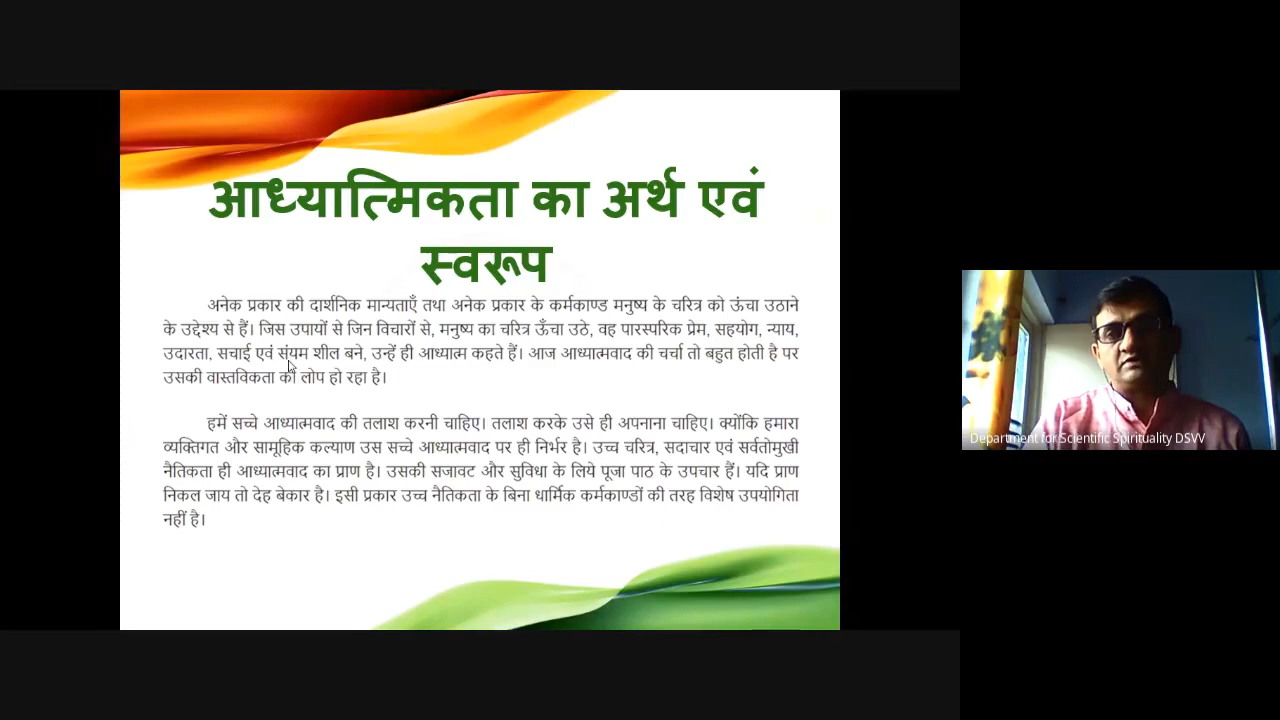 आध्यात्मिकता का अर्थ एवं
स्वरूप
अनेक प्रकार की दार्शनिक मान्यताएँ तथा अनेक प्रकार के कर्मकाण्ड मनुष्य के चरित्र को ऊंचा उठाने
के उद्देश्य से हैं। जिस उपायों से जिन विचारों से, मनुष्य का चरित्र ऊँचा उठे, वह पारस्परिक प्रेम, सहयोग, न्याय,
उदारता, सचाई एवं संयम शील बने, उन्हें ही आध्यात्म कहते हैं। आज आध्यात्मवाद की चर्चा तो बहुत होती है पर
उसकी वास्तविकता की लोप हो रहा है।
हमें सच्चे आध्यात्मवाद की तलाश करनी चाहिए। तलाश करके उसे ही अपनाना चाहिए। क्योंकि हमारा
व्यक्तिगत और सामूहिक कल्याण उस सच्चे आध्यात्मवाद पर ही निर्भर है। उच्च चरित्र, सदाचार एवं सर्वतोमुखी
नैतिकता ही आध्यात्मवाद का प्राण है। उसकी सजावट और सुविधा के लिये पूजा पाठ के उपचार हैं। यदि प्राण
निकल जाय तो देह बेकार है। इसी प्रकार उच्च नैतिकता के बिना धार्मिक कर्मकाण्डों की तरह विशेष उपयोगिता
नहीं है।
Department for Scientific Spirituality DSVV